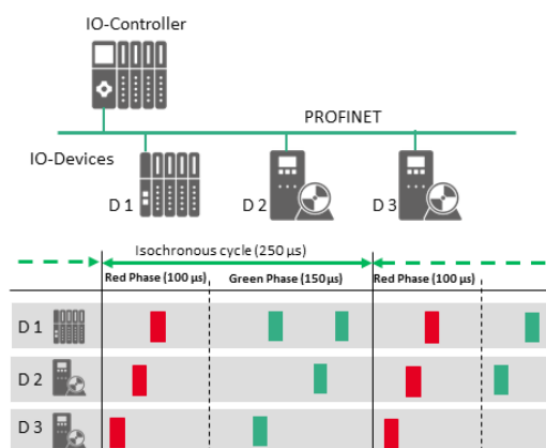 IO-Controller
PROFINET
IO-Devices
D 1
D 2
D 3
Isochronous cycle (250 µs)
Red Phase (100 µs)
Green Phase (150 µs)
Red Phase (100 µs)
D 1
D 2
D 3